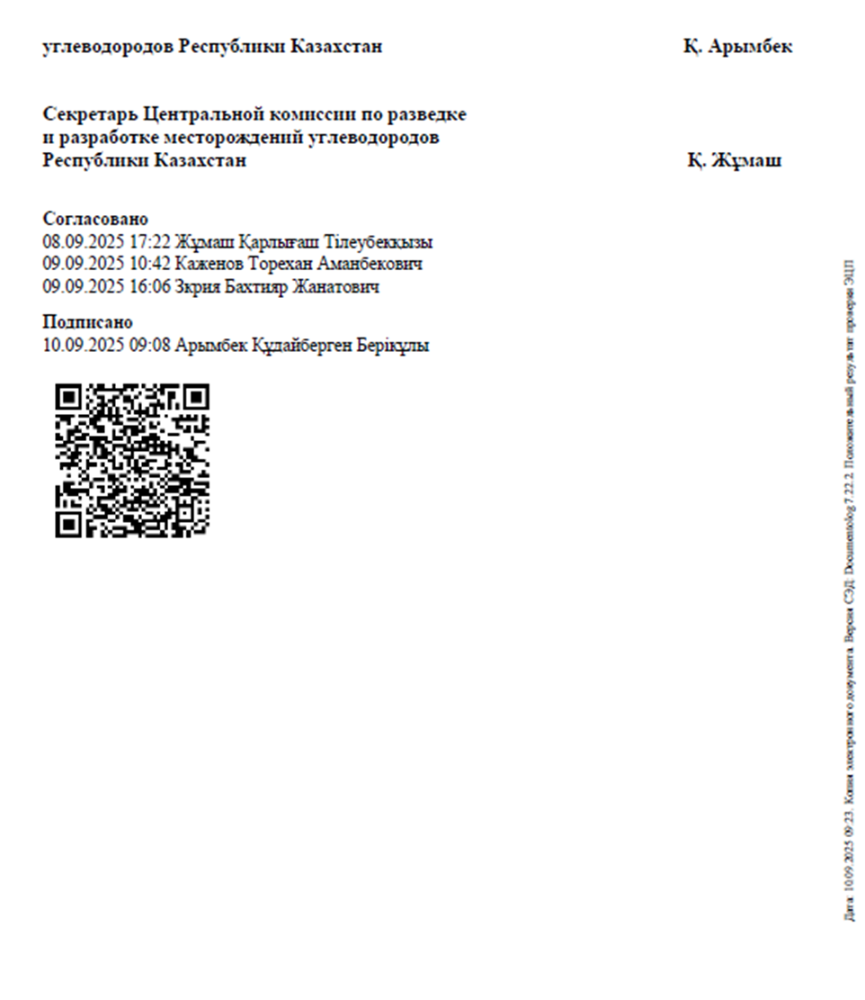 углеводородов Республики Казахстан Қ. Арымбек
Секретарь Центральной комиссии по разведке
и разработке месторождений углеводородов
Республики Казахстан Қ. Жұмаш
Согласовано
08.09.2025 17:22 Жұмаш Қарлығаш Тілеубекқызы
09.09.2025 10:42 Каженов Торехан Аманбекович
09.09.2025 16:06 Зкрия Бахтияр Жанатович
Подписано
10.09.2025 09:08 Арымбек Құдайберген Берікұлы
Дата: 10.09.2025 09:23. Копия электронного документа. Версия СЭД: Documentolog 7.22.2. Положительный результат проверки ЭЦП